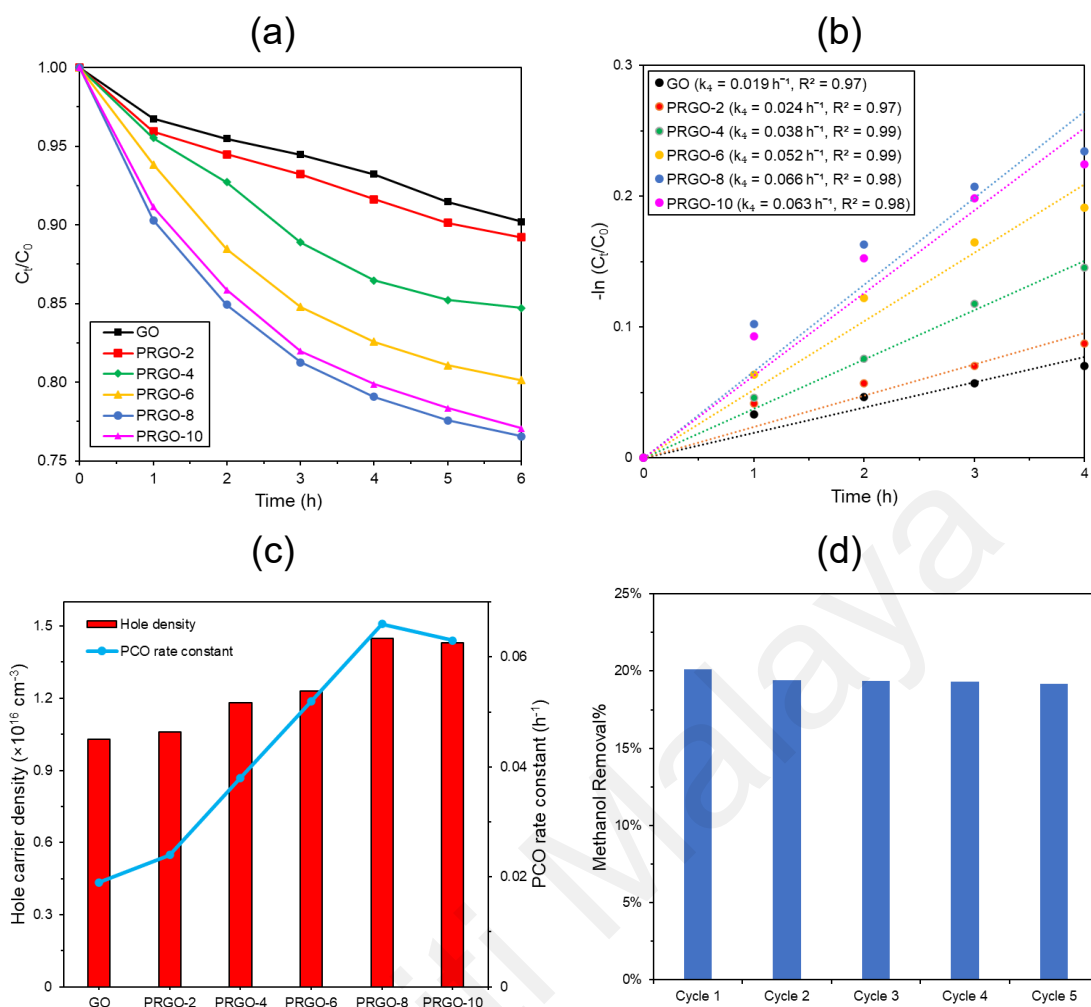 (a)
1.00
0.95
0.90
0.85
0.80
0.75
Cₜ/C₀
GO
PRGO-2
PRGO-4
PRGO-6
PRGO-8
PRGO-10
0
1
2
3
4
5
6
Time (h)
(b)
0.3
0.2
0.1
0
-ln (Cₜ/C₀)
GO (k₄ = 0.019 h⁻¹, R² = 0.97)
PRGO-2 (k₄ = 0.024 h⁻¹, R² = 0.97)
PRGO-4 (k₄ = 0.038 h⁻¹, R² = 0.99)
PRGO-6 (k₄ = 0.052 h⁻¹, R² = 0.99)
PRGO-8 (k₄ = 0.066 h⁻¹, R² = 0.98)
PRGO-10 (k₄ = 0.063 h⁻¹, R² = 0.98)
0
1
2
3
4
Time (h)
(c)
1.5
1.2
0.9
0.6
0.3
0
Hole carrier density (×10¹⁶ cm⁻³)
Hole density
PCO rate constant
0.06
0.04
0.02
0
PCO rate constant (h⁻¹)
GO
PRGO-2
PRGO-4
PRGO-6
PRGO-8
PRGO-10
(d)
25%
20%
15%
10%
5%
0%
Methanol Removal%
Cycle 1
Cycle 2
Cycle 3
Cycle 4
Cycle 5
Malaya